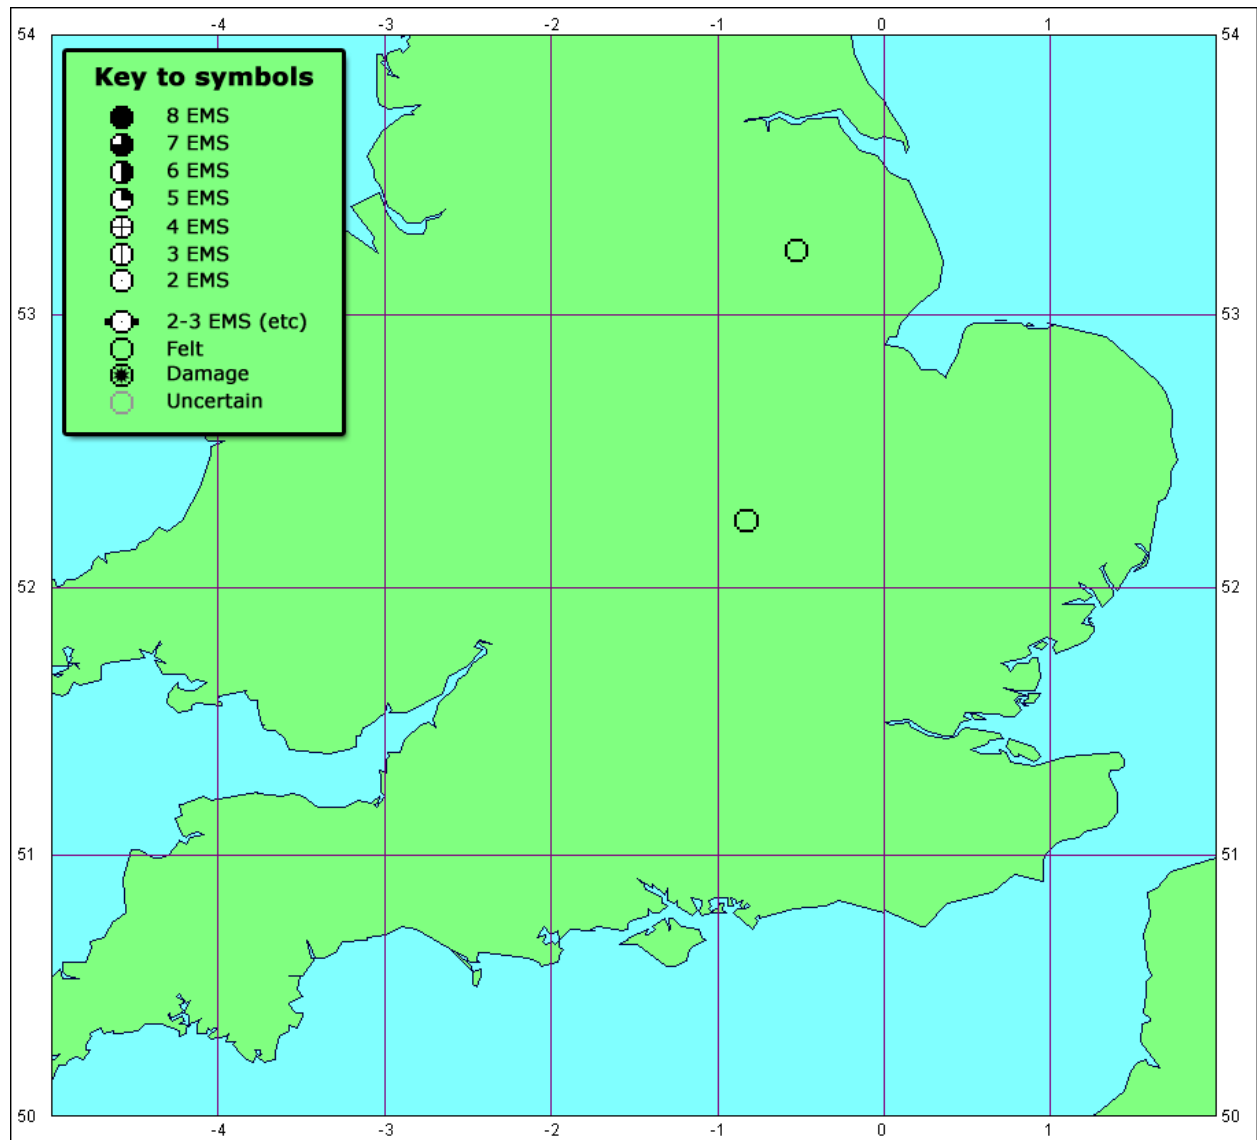 -4 -3 -2 -1 0 1
54 54
Key to symbols
8 EMS
7 EMS
6 EMS
5 EMS
4 EMS
3 EMS
2 EMS
2-3 EMS (etc)
Felt
Damage
Uncertain
53 53
52 52
51 51
50 50
-4 -3 -2 -1 0 1